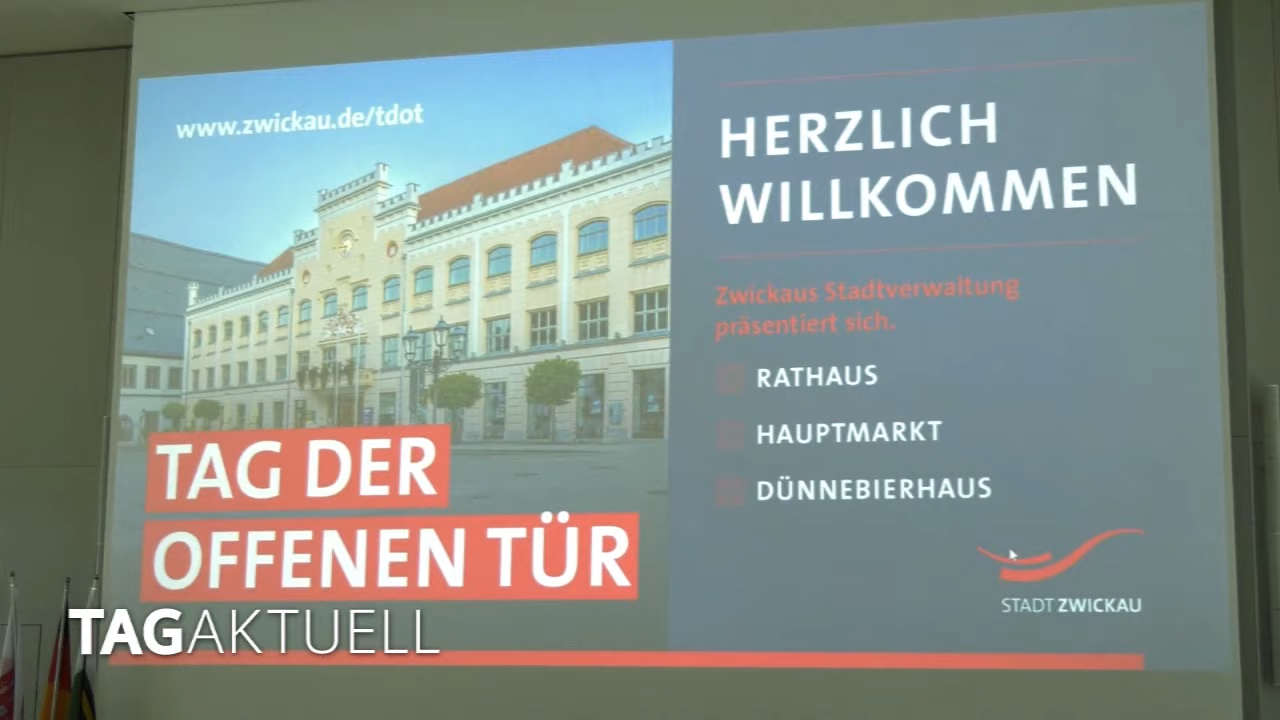 www.zwickau.de/tdot
TAG DER
OFFENEN TÜR
HERZLICH
WILLKOMMEN
Zwickaus Stadtverwaltung
präsentiert sich.
RATHAUS
HAUPTMARKT
DÜNNEBIERHAUS
STADT ZWICKAU
TAGAKTUELL